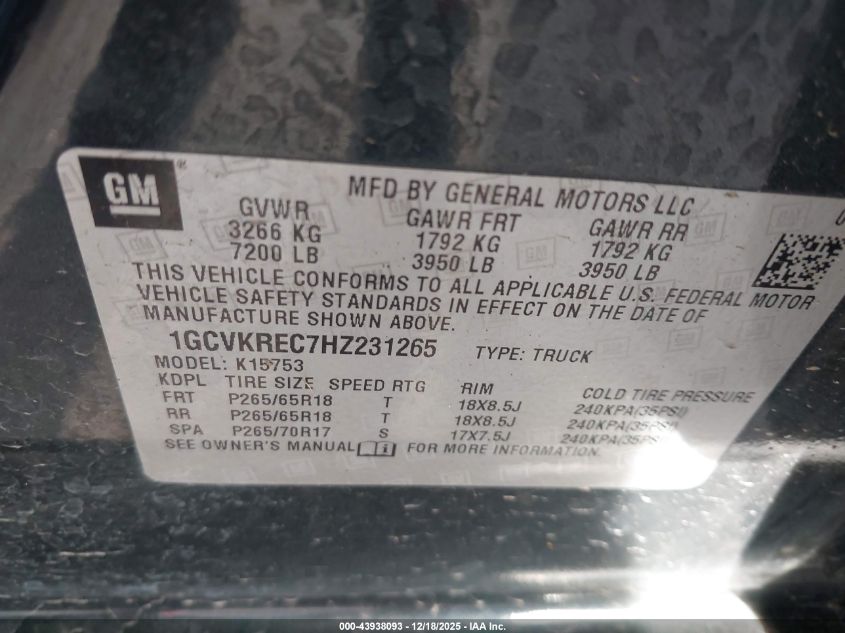 GM ®
MFD BY GENERAL MOTORS LLC
GVWR GAWR FRT GAWR RR
3266 KG 1792 KG 1792 KG
7200 LB 3950 LB 3950 LB
THIS VEHICLE CONFORMS TO ALL APPLICABLE U.S. FEDERAL MOTOR
VEHICLE SAFETY STANDARDS IN EFFECT ON THE DATE OF
MANUFACTURE SHOWN ABOVE.
1GCVKREC7HZ231265 TYPE: TRUCK
MODEL: K15753
KDPL TIRE SIZE SPEED RTG RIM COLD TIRE PRESSURE
FRT P265/65R18 T 18X8.5J 240KPA(35PSI)
RR P265/65R18 T 18X8.5J 240KPA(35PSI)
SPA P265/70R17 S 17X7.5J 240KPA(35PSI)
SEE OWNER'S MANUAL FOR MORE INFORMATION.
000-43938093 - 12/18/2025 - IAA Inc.